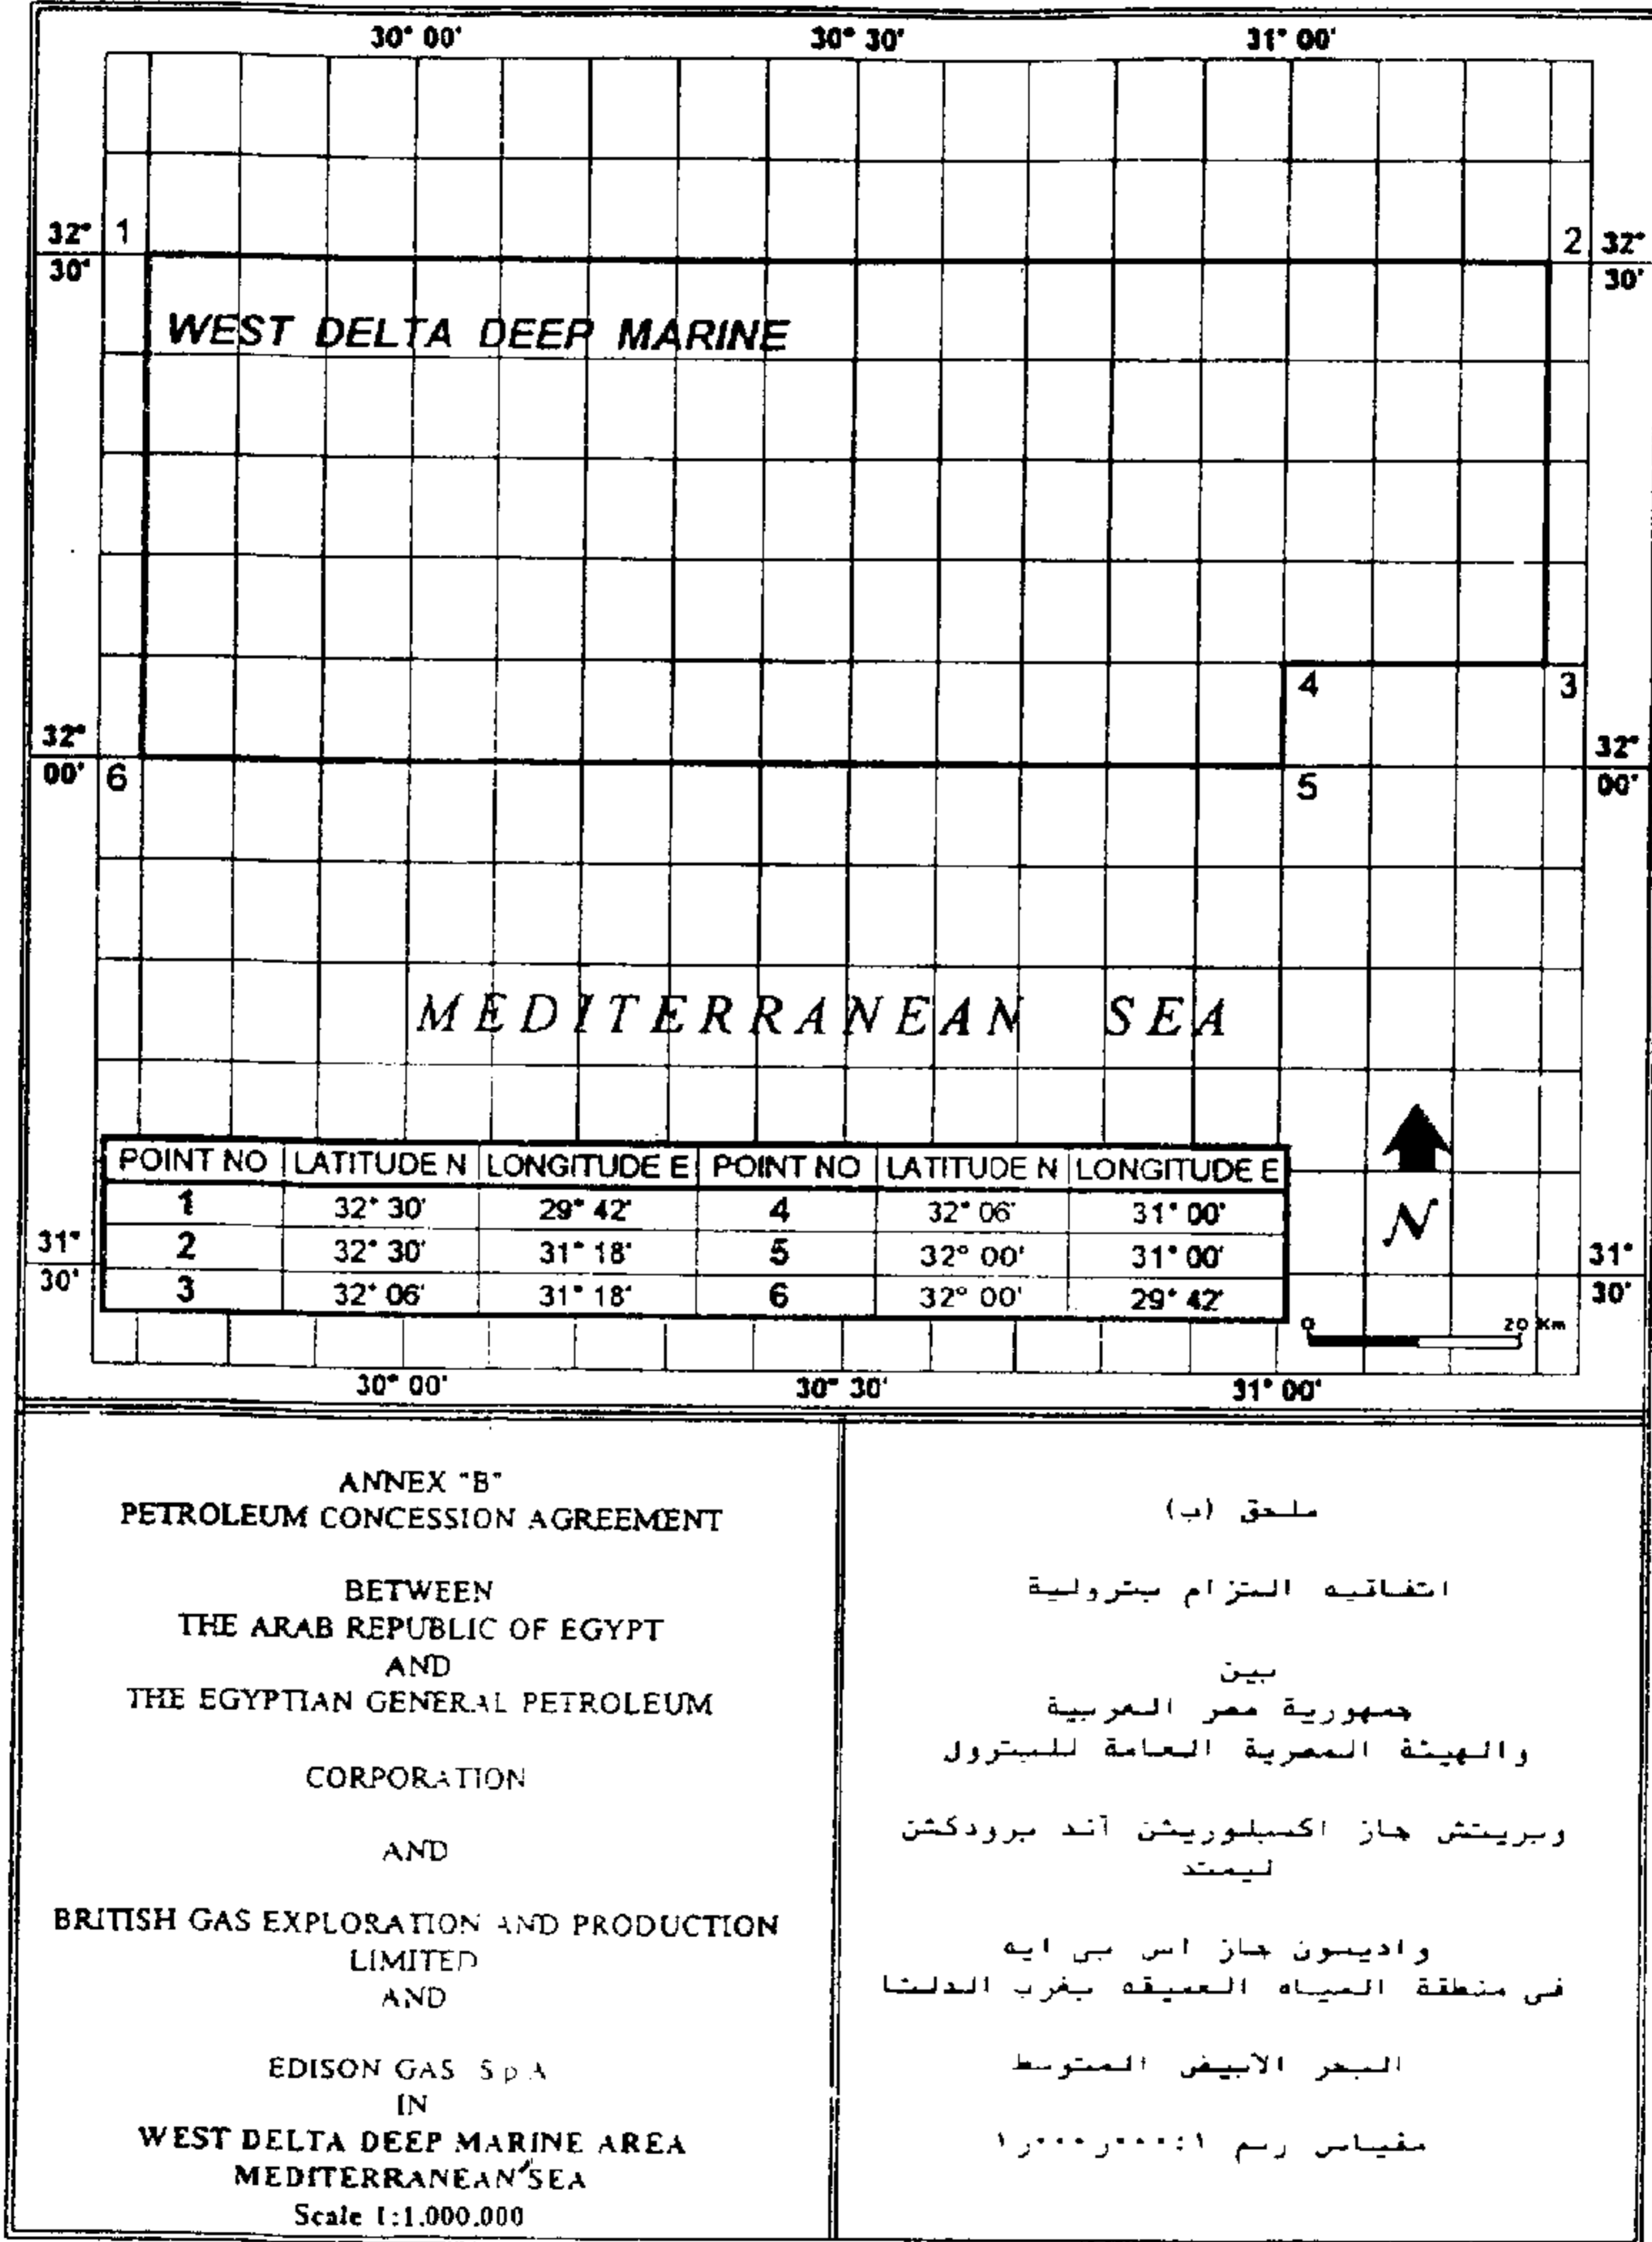 30° 00' 30° 30' 31° 00'
32° 30' 1 2 32° 30'
WEST DELTA DEEP MARINE
4 3
32° 00' 6 5 32° 00'
MEDITERRANEAN SEA
POINT NO LATITUDE N LONGITUDE E POINT NO LATITUDE N LONGITUDE E
1 32° 30' 29° 42' 4 32° 06' 31° 00'
2 32° 30' 31° 18' 5 32° 00' 31° 00'
3 32° 06' 31° 18' 6 32° 00' 29° 42'
31° 30' 31° 30'
N
0 20 Km
30° 00' 30° 30' 31° 00'
ANNEX "B"
PETROLEUM CONCESSION AGREEMENT
BETWEEN
THE ARAB REPUBLIC OF EGYPT
AND
THE EGYPTIAN GENERAL PETROLEUM
CORPORATION
AND
BRITISH GAS EXPLORATION AND PRODUCTION
LIMITED
AND
EDISON GAS S p A
IN
WEST DELTA DEEP MARINE AREA
MEDITERRANEAN SEA
Scale 1:1.000.000
ملحق (ب)
اتفاقيه التزام بترولية
بين
جمهورية مصر العربية
والهيئة المصرية العامة للبترول
وبريتش جاز اكسبلوريشن آند برودكشن
ليمتد
واديسون جاز اس بى ايه
فى منطقة المياه العميقه بغرب الدلتا
البحر الابيض المتوسط
مقياس رسم ١:٠٠٠ر٠٠٠ر١